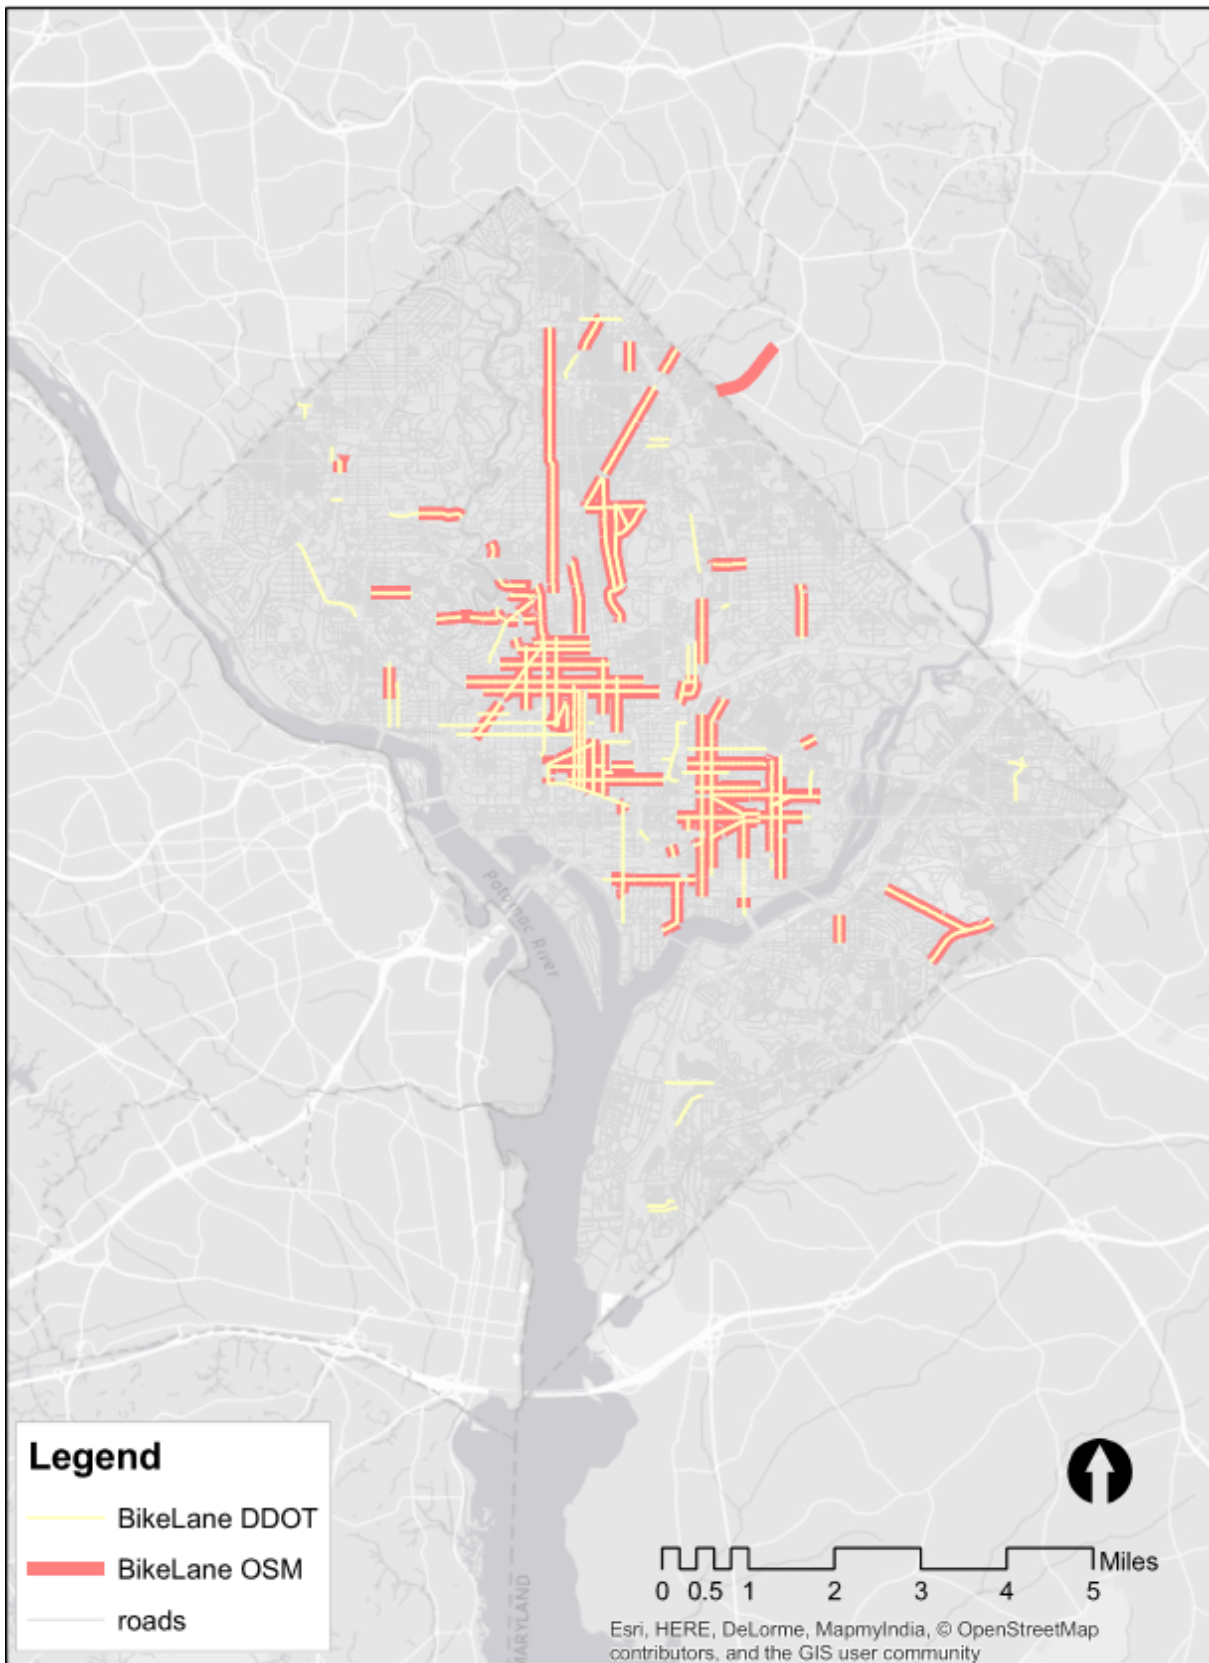 Potomac River
MARYLAND
Legend
BikeLane DDOT
BikeLane OSM
roads
Miles
0 0.5 1 2 3 4 5
Esri, HERE, DeLorme, MapmyIndia, © OpenStreetMap
contributors, and the GIS user community